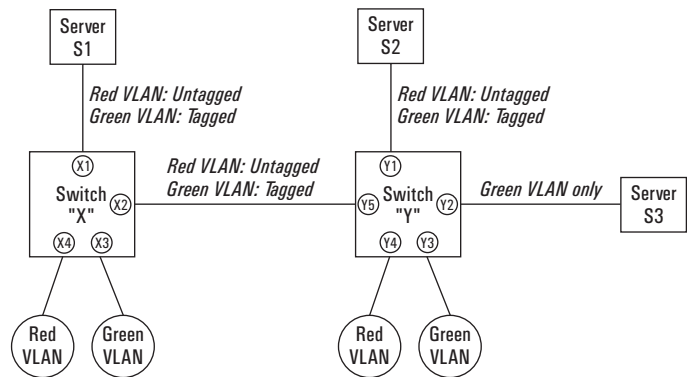 Server
S1
Server
S2
Red VLAN: Untagged
Green VLAN: Tagged
Red VLAN: Untagged
Green VLAN: Tagged
X1
Switch
"X"
X2
X4
X3
Red VLAN: Untagged
Green VLAN: Tagged
Y1
Y5
Switch
"Y"
Y2
Y4
Y3
Green VLAN only
Server
S3
Red
VLAN
Green
VLAN
Red
VLAN
Green
VLAN